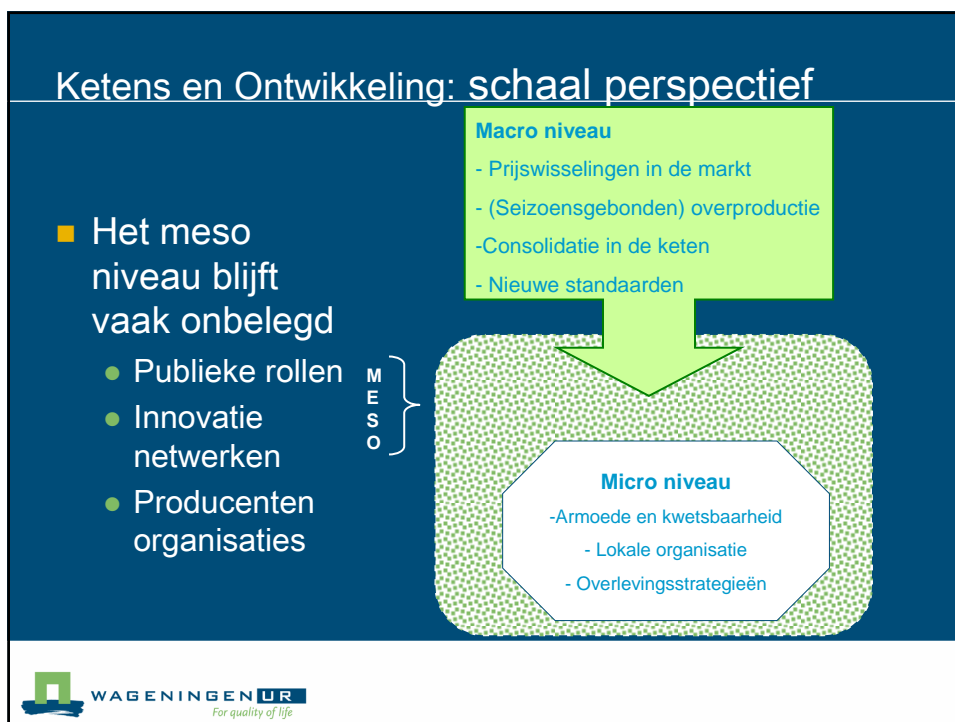 Ketens en Ontwikkeling: schaal perspectief
Het meso
niveau blijft
vaak onbelegd
Publieke rollen
Innovatie
netwerken
Producenten
organisaties
M
E
S
O
Macro niveau
- Prijswisselingen in de markt
- (Seizoensgebonden) overproductie
-Consolidatie in de keten
- Nieuwe standaarden
Micro niveau
-Armoede en kwetsbaarheid
- Lokale organisatie
- Overlevingsstrategieën
WAGENINGEN UR
For quality of life